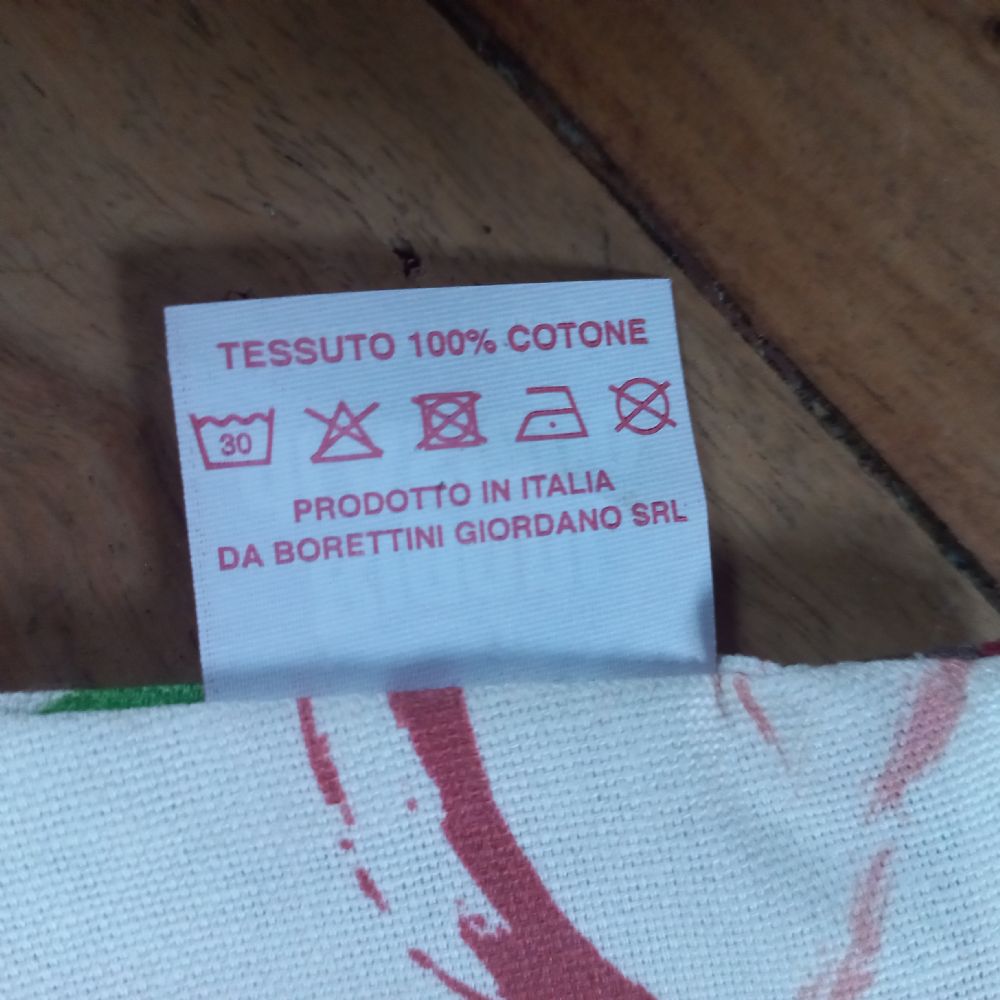 TESSUTO 100% COTONE
30
PRODOTTO IN ITALIA
DA BORETTINI GIORDANO SRL